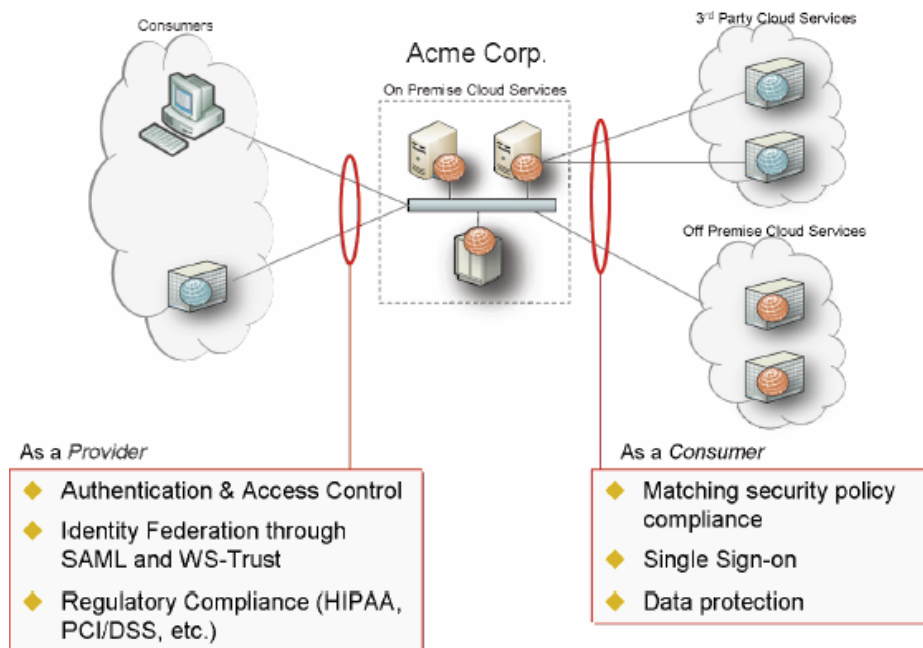 Consumers
3rd Party Cloud Services
Acme Corp.
On Premise Cloud Services
Off Premise Cloud Services
As a Provider
Authentication & Access Control
Identity Federation through
SAML and WS-Trust
Regulatory Compliance (HIPAA,
PCI/DSS, etc.)
As a Consumer
Matching security policy
compliance
Single Sign-on
Data protection